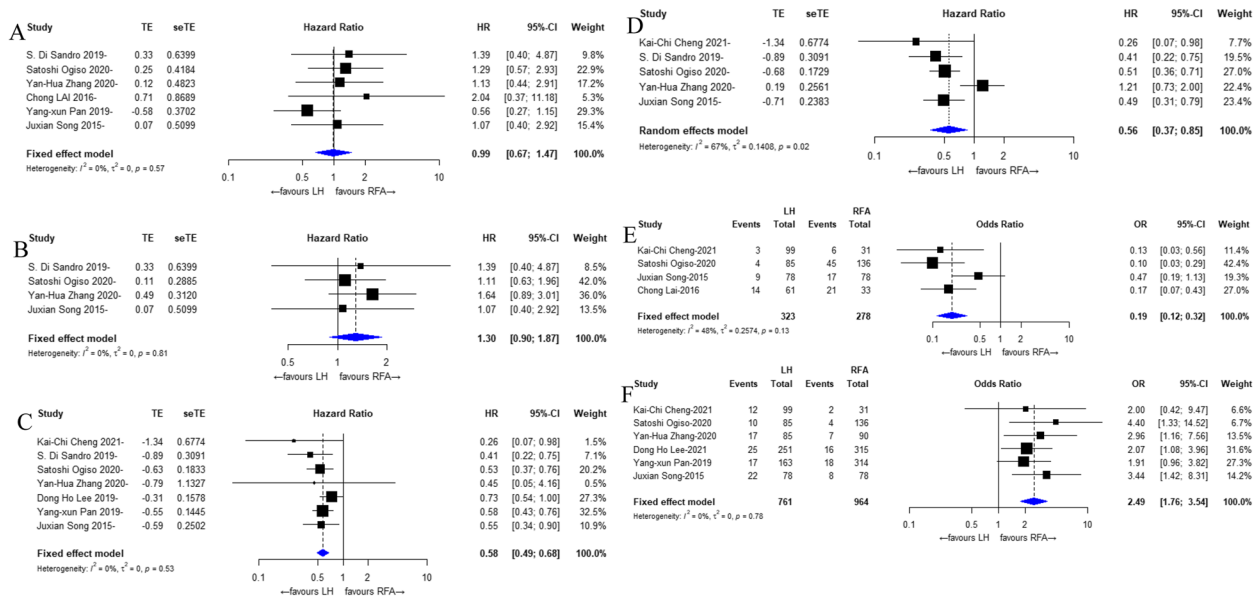 A
Study TE seTE Hazard Ratio HR 95%-CI Weight
S. Di Sandro 2019- 0.33 0.6399 1.39 [0.40; 4.87] 9.8%
Satoshi Ogiso 2020- 0.25 0.4184 1.29 [0.57; 2.93] 22.9%
Yan-Hua Zhang 2020- 0.12 0.4823 1.13 [0.44; 2.91] 17.2%
Chong LAI 2016- 0.71 0.8689 2.04 [0.37; 11.18] 5.3%
Yang-xun Pan 2019- -0.58 0.3702 0.56 [0.27; 1.15] 29.3%
Juxian Song 2015- 0.07 0.5099 1.07 [0.40; 2.92] 15.4%
Fixed effect model 0.99 [0.67; 1.47] 100.0%
Heterogeneity: I² = 0%, τ² = 0, p = 0.57
0.1 0.5 1 2 10
←favours LH favours RFA→
B
Study TE seTE Hazard Ratio HR 95%-CI Weight
S. Di Sandro 2019- 0.33 0.6399 1.39 [0.40; 4.87] 8.5%
Satoshi Ogiso 2020- 0.11 0.2885 1.11 [0.63; 1.96] 42.0%
Yan-Hua Zhang 2020- 0.49 0.3120 1.64 [0.89; 3.01] 36.0%
Juxian Song 2015- 0.07 0.5099 1.07 [0.40; 2.92] 13.5%
Fixed effect model 1.30 [0.90; 1.87] 100.0%
Heterogeneity: I² = 0%, τ² = 0, p = 0.81
0.5 1 2
←favours LH favours RFA→
C
Study TE seTE Hazard Ratio HR 95%-CI Weight
Kai-Chi Cheng 2021- -1.34 0.6774 0.26 [0.07; 0.98] 1.5%
S. Di Sandro 2019- -0.89 0.3091 0.41 [0.22; 0.75] 7.1%
Satoshi Ogiso 2020- -0.63 0.1833 0.53 [0.37; 0.76] 20.2%
Yan-Hua Zhang 2020- -0.79 1.1327 0.45 [0.05; 4.16] 0.5%
Dong Ho Lee 2019- -0.31 0.1578 0.73 [0.54; 1.00] 27.3%
Yang-xun Pan 2019- -0.55 0.1445 0.58 [0.43; 0.76] 32.5%
Juxian Song 2015- -0.59 0.2502 0.55 [0.34; 0.90] 10.9%
Fixed effect model 0.58 [0.49; 0.68] 100.0%
Heterogeneity: I² = 0%, τ² = 0, p = 0.53
0.1 0.5 1 2 10
←favours LH favours RFA→
D
Study TE seTE Hazard Ratio HR 95%-CI Weight
Kai-Chi Cheng 2021- -1.34 0.6774 0.26 [0.07; 0.98] 7.7%
S. Di Sandro 2019- -0.89 0.3091 0.41 [0.22; 0.75] 19.5%
Satoshi Ogiso 2020- -0.68 0.1729 0.51 [0.36; 0.71] 27.0%
Yan-Hua Zhang 2020- 0.19 0.2561 1.21 [0.73; 2.00] 22.4%
Juxian Song 2015- -0.71 0.2383 0.49 [0.31; 0.79] 23.4%
Random effects model 0.56 [0.37; 0.85] 100.0%
Heterogeneity: I² = 67%, τ² = 0.1408, p = 0.02
0.1 0.5 1 2 10
←favours LH favours RFA→
E
LH RFA
Study Events Total Events Total Odds Ratio OR 95%-CI Weight
Kai-Chi Cheng-2021 3 99 6 31 0.13 [0.03; 0.56] 11.4%
Satoshi Ogiso-2020 4 85 45 136 0.10 [0.03; 0.29] 42.4%
Juxian Song-2015 9 78 17 78 0.47 [0.19; 1.13] 19.3%
Chong Lai-2016 14 61 21 33 0.17 [0.07; 0.43] 27.0%
Fixed effect model 323 278 0.19 [0.12; 0.32] 100.0%
Heterogeneity: I² = 48%, τ² = 0.2574, p = 0.13
0.1 0.5 1 2 10
←favours LH favours RFA→
F
LH RFA
Study Events Total Events Total Odds Ratio OR 95%-CI Weight
Kai-Chi Cheng-2021 12 99 2 31 2.00 [0.42; 9.47] 6.6%
Satoshi Ogiso-2020 10 85 4 136 4.40 [1.33; 14.52] 6.7%
Yan-Hua Zhang-2020 17 85 7 90 2.96 [1.16; 7.56] 13.0%
Dong Ho Lee-2021 25 251 16 315 2.07 [1.08; 3.96] 31.6%
Yang-xun Pan-2019 17 163 18 314 1.91 [0.96; 3.82] 27.7%
Juxian Song-2015 22 78 8 78 3.44 [1.42; 8.31] 14.4%
Fixed effect model 761 964 2.49 [1.76; 3.54] 100.0%
Heterogeneity: I² = 0%, τ² = 0, p = 0.78
0.1 0.5 1 2 10
←favours LH favours RFA→